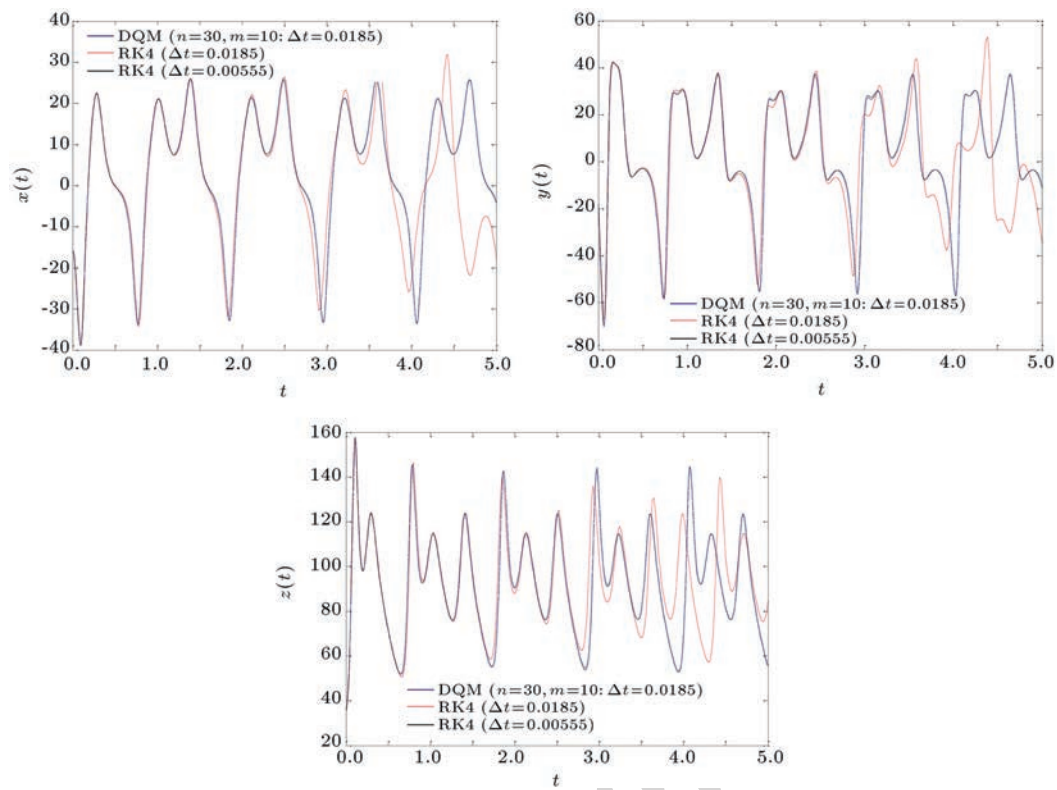 40
30
20
10
0
-10
-20
-30
-40
x(t)
DQM (n=30, m=10: Δt=0.0185)
RK4 (Δt=0.0185)
RK4 (Δt=0.00555)
0.0 1.0 2.0 3.0 4.0 5.0
t
60
40
20
0
-20
-40
-60
-80
y(t)
DQM (n=30, m=10: Δt=0.0185)
RK4 (Δt=0.0185)
RK4 (Δt=0.00555)
0.0 1.0 2.0 3.0 4.0 5.0
t
160
140
120
100
80
60
40
20
z(t)
DQM (n=30, m=10: Δt=0.0185)
RK4 (Δt=0.0185)
RK4 (Δt=0.00555)
0.0 1.0 2.0 3.0 4.0 5.0
t